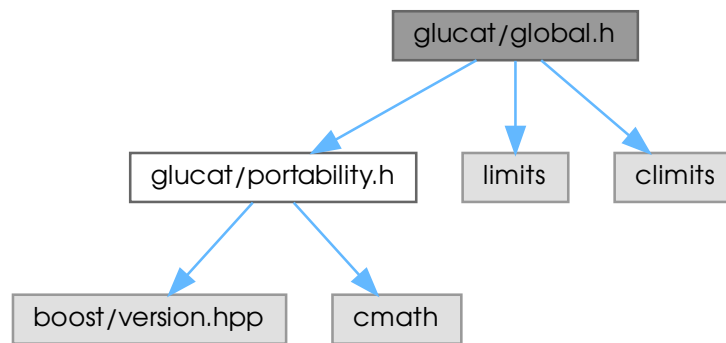 glucat/global.h
glucat/portability.h
limits
climits
boost/version.hpp
cmath